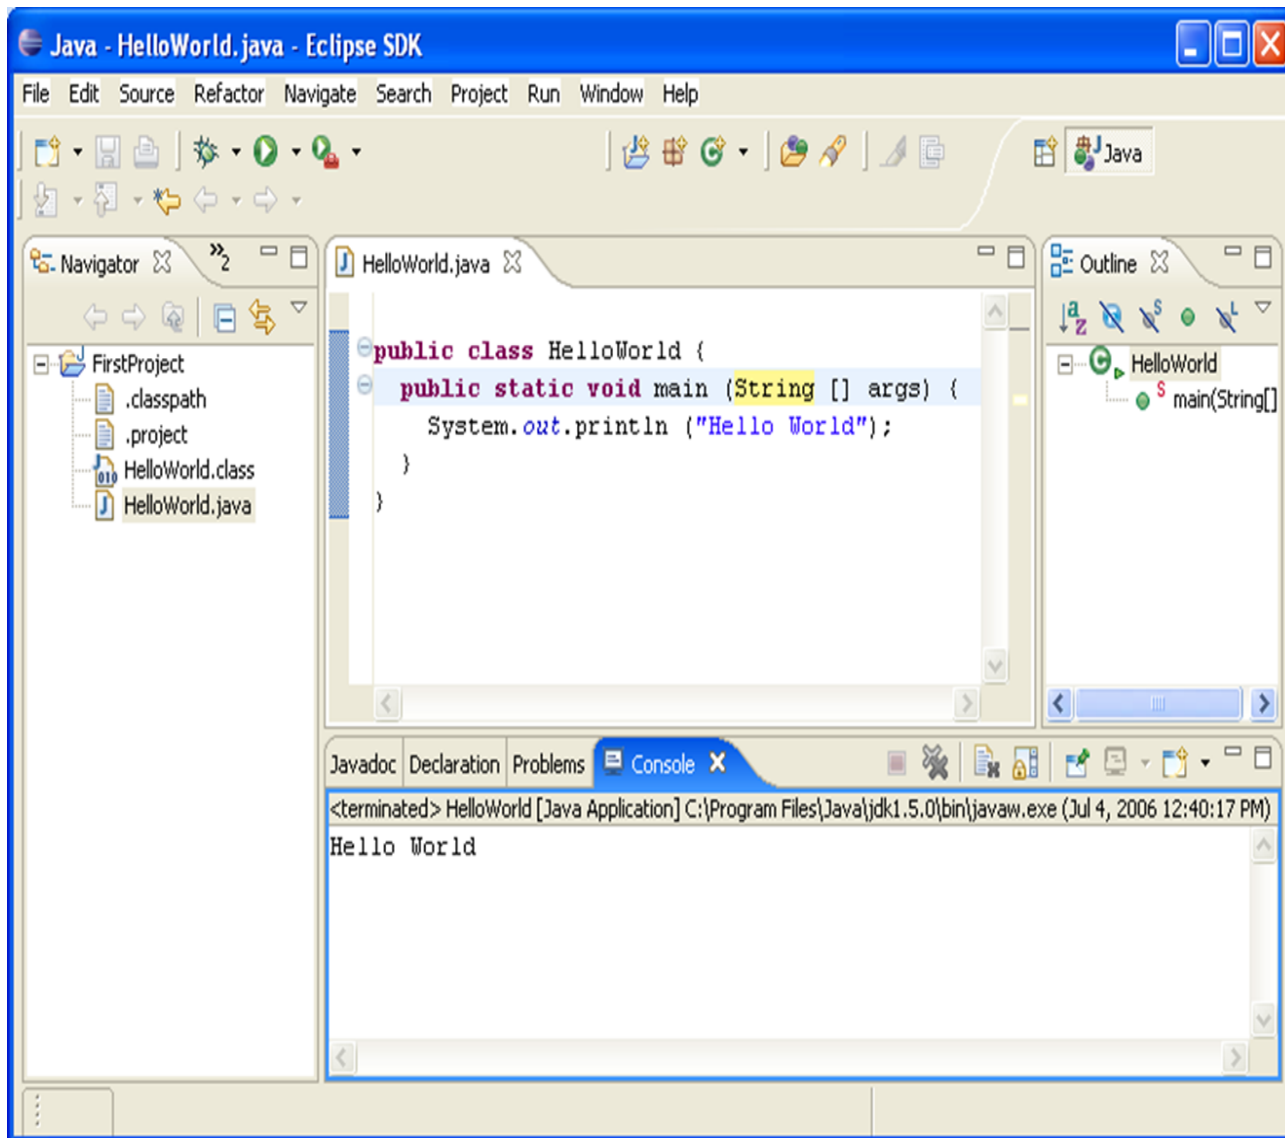 Java - HelloWorld.java - Eclipse SDK
File Edit Source Refactor Navigate Search Project Run Window Help
Java
Navigator »2
HelloWorld.java
Outline
FirstProject
.classpath
.project
HelloWorld.class
HelloWorld.java
public class HelloWorld {
public static void main (String [] args) {
System.out.println ("Hello World");
}
}
HelloWorld
S main(String[]
Javadoc Declaration Problems Console
<terminated> HelloWorld [Java Application] C:\Program Files\Java\jdk1.5.0\bin\javaw.exe (Jul 4, 2006 12:40:17 PM)
Hello World